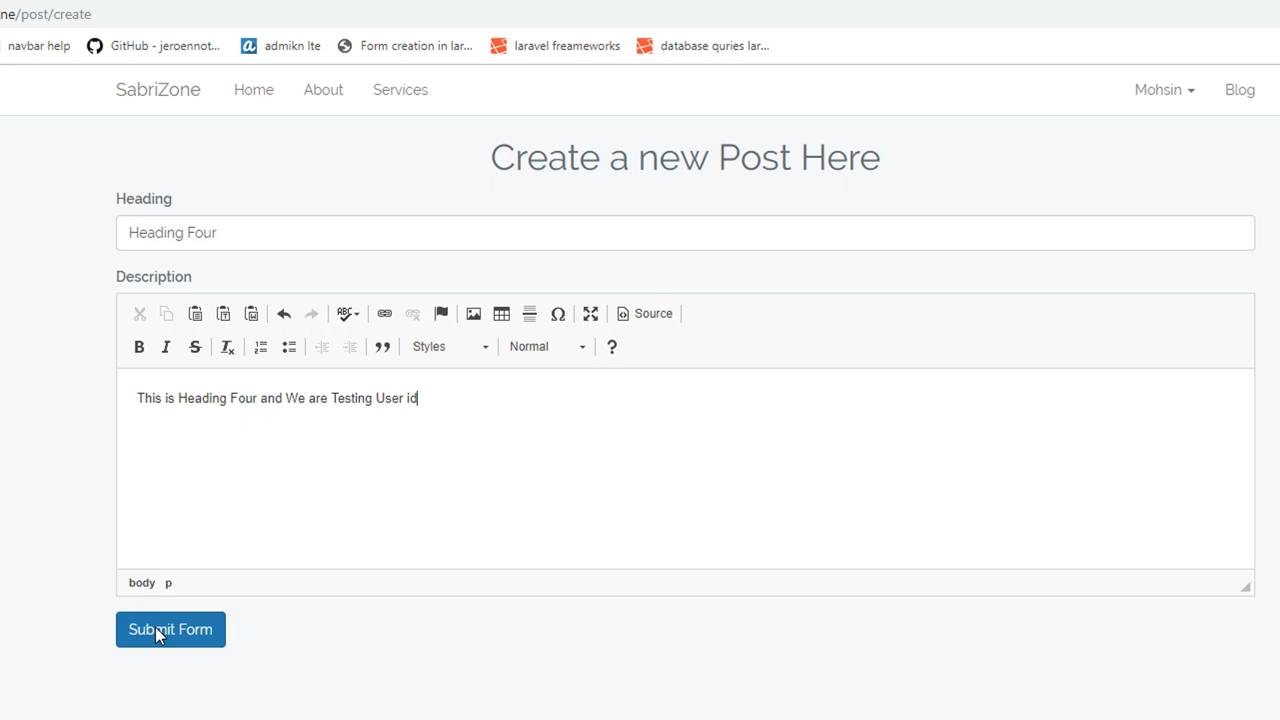 ne/post/create
navbar help GitHub - jeroennot... admikn lte Form creation in lar... laravel freameworks database quries lar...
SabriZone Home About Services Mohsin Blog
Create a new Post Here
Heading
Heading Four
Description
ABC Ω Source
B I S Ix Styles Normal ?
This is Heading Four and We are Testing User id
body p
Submit Form